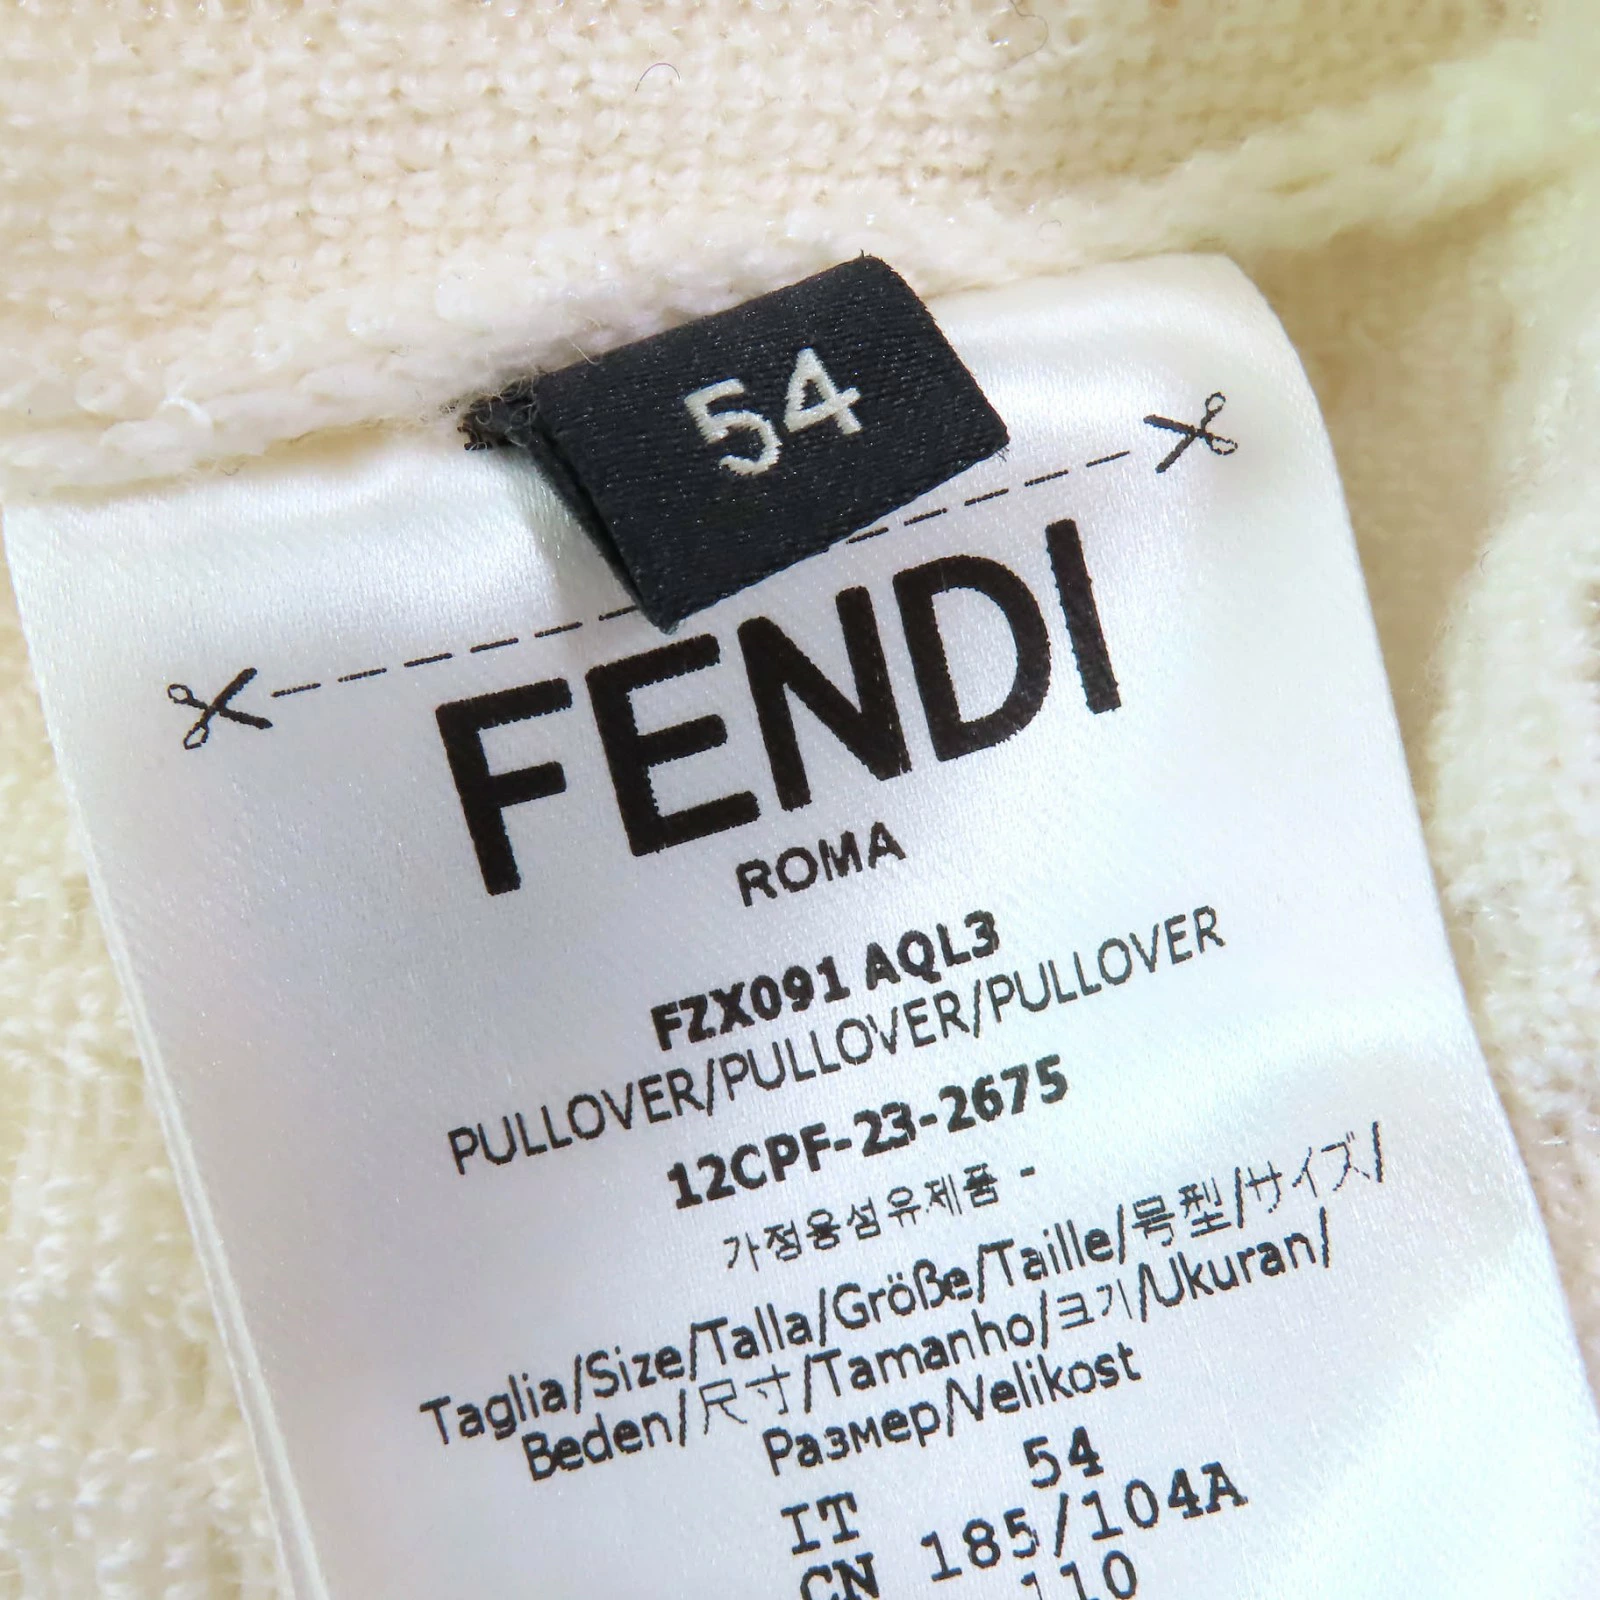 54
FENDI
ROMA
FZX091 AQL3
PULLOVER/PULLOVER/PULLOVER
12CPF-23-2675
가정용섬유제품 -
Taglia/Size/Talla/Größe/Taille/号型/サイズ/
Beden/尺寸/Tamanho/크기/Ukuran/
Размер/Velikost
IT 54
CN 185/104A
110